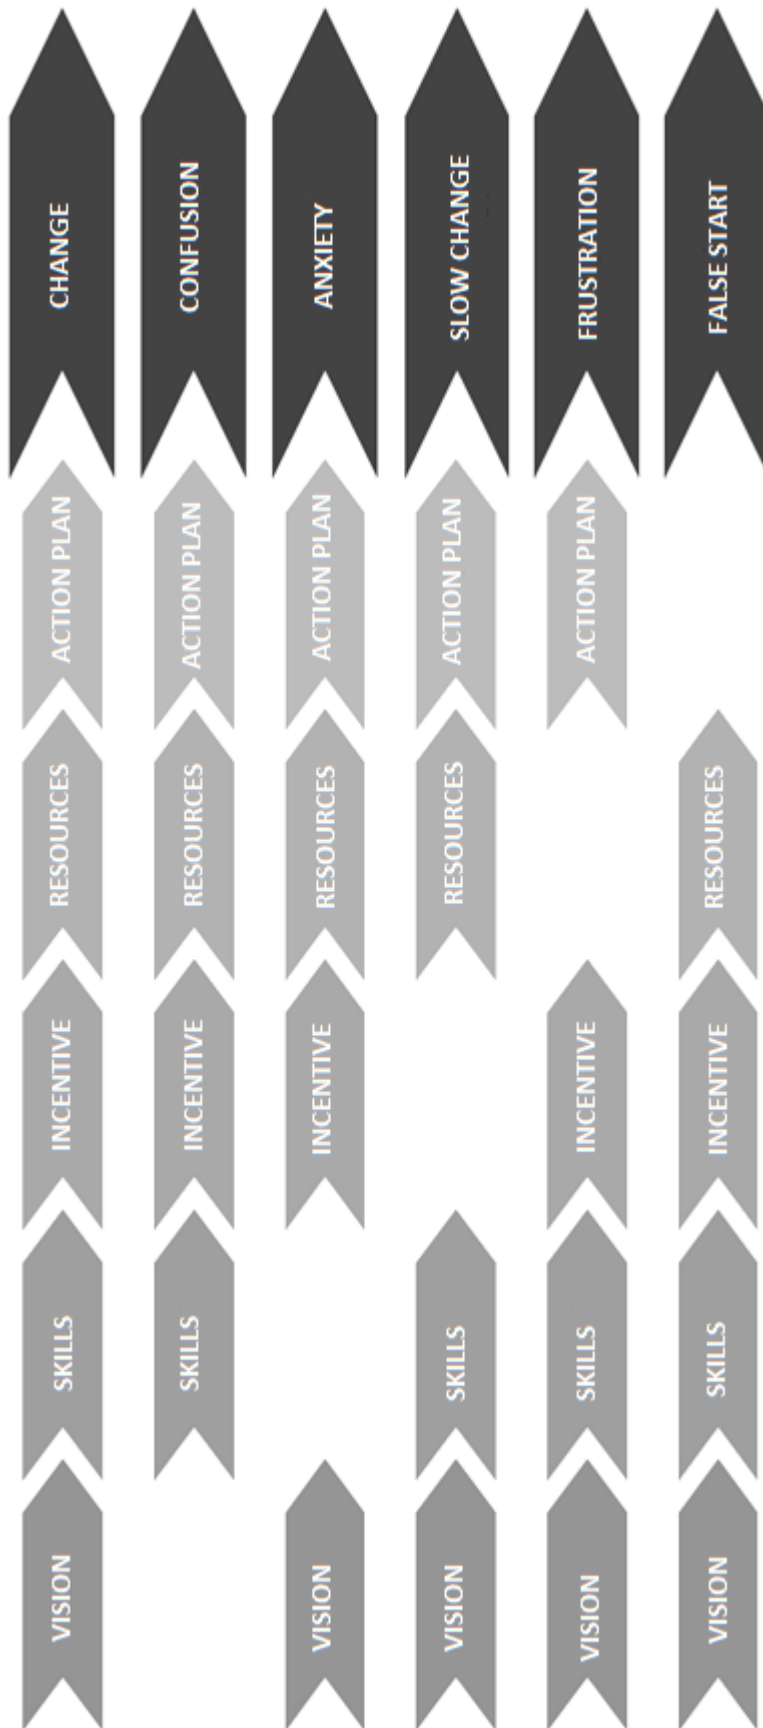 VISION SKILLS INCENTIVE RESOURCES ACTION PLAN CHANGE
SKILLS INCENTIVE RESOURCES ACTION PLAN CONFUSION
VISION INCENTIVE RESOURCES ACTION PLAN ANXIETY
VISION SKILLS RESOURCES ACTION PLAN SLOW CHANGE
VISION SKILLS INCENTIVE ACTION PLAN FRUSTRATION
VISION SKILLS INCENTIVE RESOURCES FALSE START